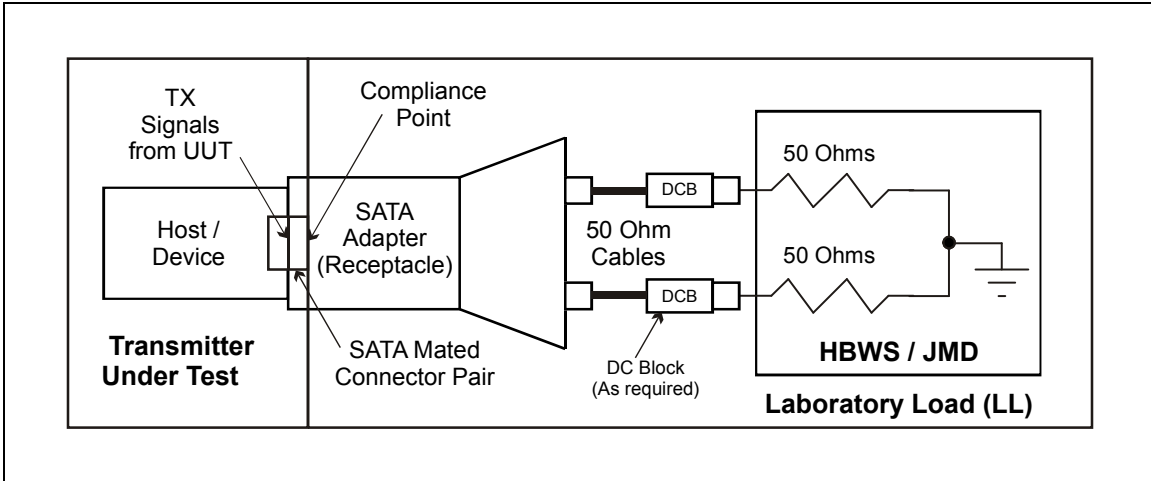 TX
Signals
from UUT
Compliance
Point
Host /
Device
SATA
Adapter
(Receptacle)
50 Ohm
Cables
DCB
DCB
50 Ohms
50 Ohms
HBWS / JMD
Transmitter
Under Test
SATA Mated
Connector Pair
DC Block
(As required)
Laboratory Load (LL)